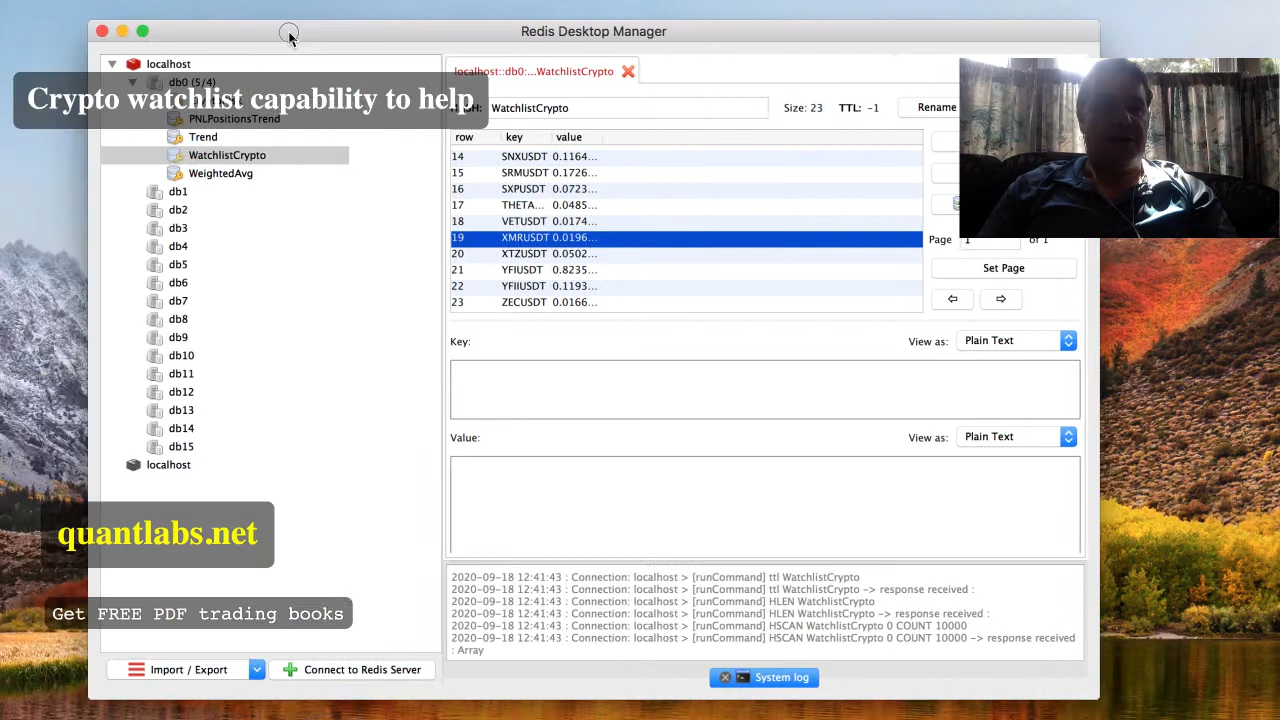 Redis Desktop Manager
localhost
db0 (5/4)
Crypto watchlist capability to help
PNLPositionsTrend
Trend
WatchlistCrypto
WeightedAvg
db1
db2
db3
db4
db5
db6
db7
db8
db9
db10
db11
db12
db13
db14
db15
localhost
quantlabs.net
Get FREE PDF trading books
Import / Export
Connect to Redis Server
localhost::db0:...WatchlistCrypto
WatchlistCrypto
Size: 23
TTL: -1
Rename
row key value
14 SNXUSDT 0.1164...
15 SRMUSDT 0.1726...
16 SXPUSDT 0.0723...
17 THETA... 0.0485...
18 VETUSDT 0.0174...
19 XMRUSDT 0.0196...
20 XTZUSDT 0.0502...
21 YFIUSDT 0.8235...
22 YFIIUSDT 0.1193...
23 ZECUSDT 0.0166...
Page 1 of 1
Set Page
Key:
View as: Plain Text
Value:
View as: Plain Text
2020-09-18 12:41:43 : Connection: localhost > [runCommand] ttl WatchlistCrypto
2020-09-18 12:41:43 : Connection: localhost > [runCommand] ttl WatchlistCrypto -> response received :
2020-09-18 12:41:43 : Connection: localhost > [runCommand] HLEN WatchlistCrypto
2020-09-18 12:41:43 : Connection: localhost > [runCommand] HLEN WatchlistCrypto -> response received :
2020-09-18 12:41:43 : Connection: localhost > [runCommand] HSCAN WatchlistCrypto 0 COUNT 10000
2020-09-18 12:41:43 : Connection: localhost > [runCommand] HSCAN WatchlistCrypto 0 COUNT 10000 -> response received
: Array
System log